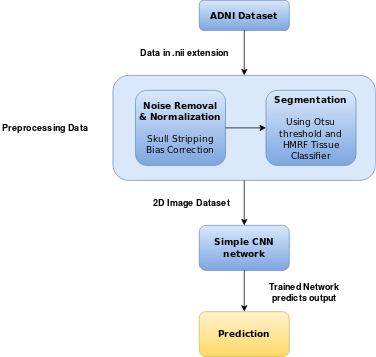 ADNI Dataset
Data in .nii extension
Preprocessing Data
Noise Removal
& Normalization
Skull Stripping
Bias Correction
Segmentation
Using Otsu
threshold and
HMRF Tissue
Classifier
2D Image Dataset
Simple CNN
network
Trained Network
predicts output
Prediction